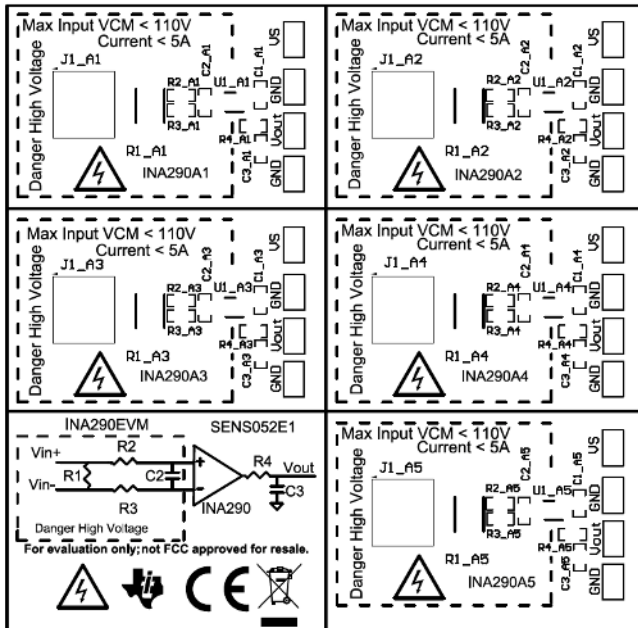 Max Input VCM < 110V
Current < 5A
Danger High Voltage
J1_A1
R2_A1
R3_A1
C2_A1
U1_A1
C1_A1
R4_A1
C3_A1
R1_A1
INA290A1
VS
GND
Vout
GND
Max Input VCM < 110V
Current < 5A
Danger High Voltage
J1_A2
R2_A2
R3_A2
C2_A2
U1_A2
C1_A2
R4_A2
C3_A2
R1_A2
INA290A2
VS
GND
Vout
GND
Max Input VCM < 110V
Current < 5A
Danger High Voltage
J1_A3
R2_A3
R3_A3
C2_A3
U1_A3
C1_A3
R4_A3
C3_A3
R1_A3
INA290A3
VS
GND
Vout
GND
Max Input VCM < 110V
Current < 5A
Danger High Voltage
J1_A4
R2_A4
R3_A4
C2_A4
U1_A4
C1_A4
R4_A4
C3_A4
R1_A4
INA290A4
VS
GND
Vout
GND
INA290EVM
SENS052E1
Vin+
R2
R1
C2
R4
Vout
Vin-
R3
INA290
C3
Danger High Voltage
For evaluation only;not FCC approved for resale.
ti
CE
Max Input VCM < 110V
Current < 5A
Danger High Voltage
J1_A5
R2_A5
R3_A5
C2_A5
U1_A5
C1_A5
R4_A5
C3_A5
R1_A5
INA290A5
VS
GND
Vout
GND